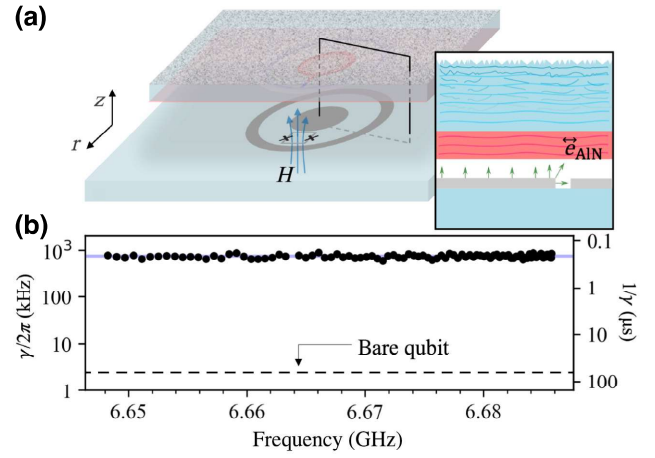 (a)
z
r
H
e⃡AlN
(b)
10³
100
10
1
γ/2π (kHz)
Bare qubit
0.1
1
10
100
1/γ (μs)
6.65 6.66 6.67 6.68
Frequency (GHz)